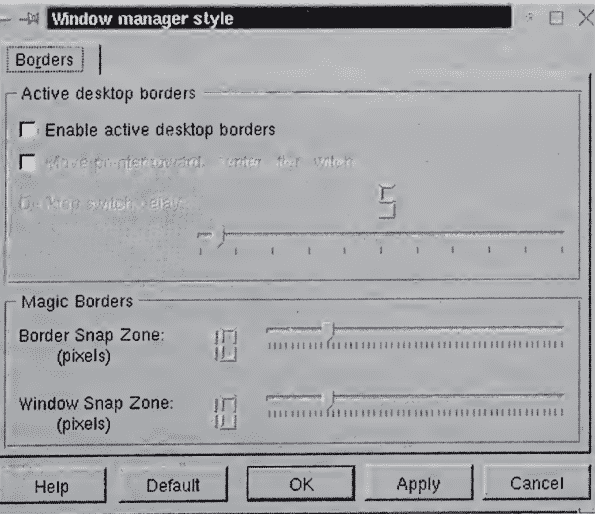 Window manager style
Borders
Active desktop borders
Enable active desktop borders
switch
5
Magic Borders
Border Snap Zone:
(pixels)
10
Window Snap Zone:
(pixels)
10
Help Default OK Apply Cancel